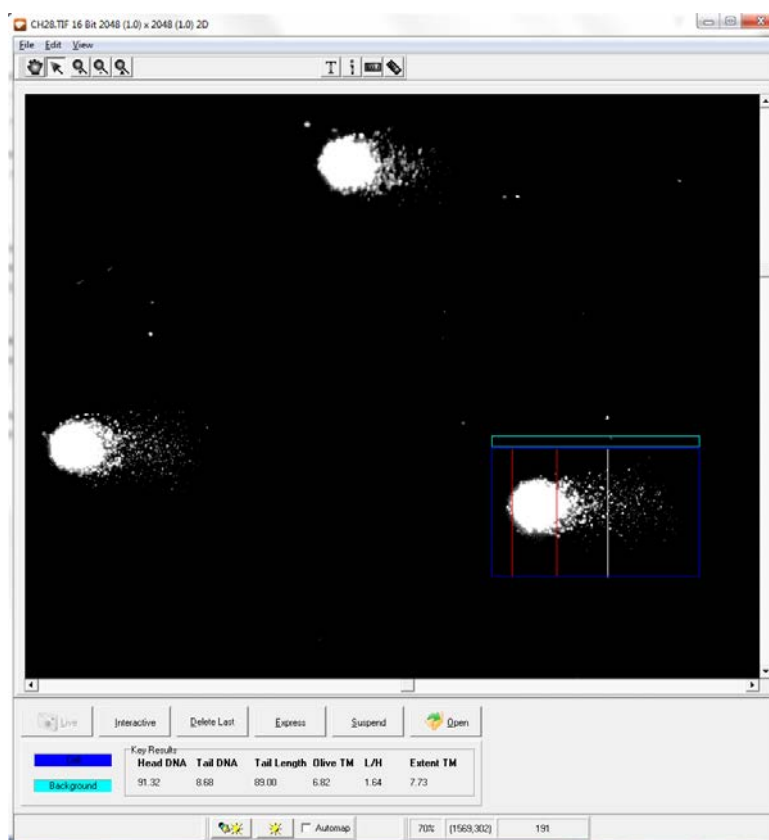 CH28.TIF 16 Bit 2048 (1.0) x 2048 (1.0) 2D
File Edit View
T
Live Interactive Delete Last Express Suspend Open
Key Results
Head DNA Tail DNA Tail Length Olive TM L/H Extent TM
91.32 8.68 89.00 6.82 1.64 7.73
Background
Automap 70% (1569,302) 191